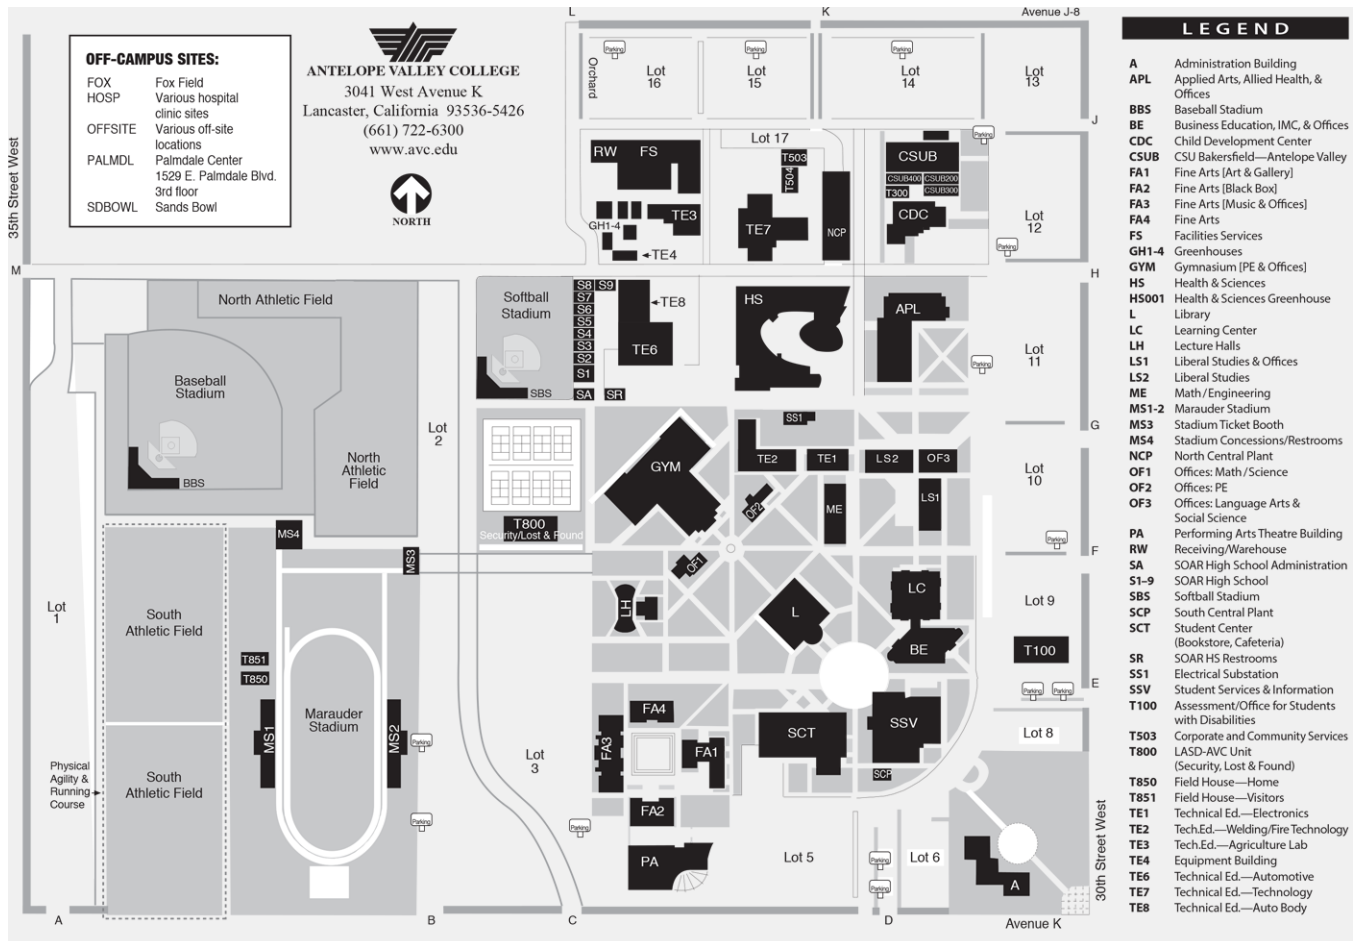 L
K
Avenue J-8
OFF-CAMPUS SITES:
FOX Fox Field
HOSP Various hospital
clinic sites
OFFSITE Various off-site
locations
PALMDL Palmdale Center
1529 E. Palmdale Blvd.
3rd floor
SDBOWL Sands Bowl
ANTELOPE VALLEY COLLEGE
3041 West Avenue K
Lancaster, California 93536-5426
(661) 722-6300
www.avc.edu
NORTH
35th Street West
Orchard
Parking
Parking
Parking
Lot
16
Lot
15
Lot
14
Lot
13
J
Lot 17
Parking
RW
FS
T503
T504
CSUB
CSUB400
CSUB200
T300
CSUB300
GH1-4
TE3
TE4
TE7
NCP
CDC
Lot
12
Parking
M
H
North Athletic Field
Softball
Stadium
S8
S9
S7
S6
S5
S4
S3
S2
S1
SA
SR
TE8
TE6
HS
APL
Lot
11
Parking
SBS
Baseball
Stadium
BBS
North
Athletic
Field
Lot
2
G
SS1
GYM
TE2
TE1
LS2
OF3
Lot
10
LS1
OF2
ME
T800
Security/Lost & Found
MS4
MS3
Parking
F
OF1
LH
L
LC
BE
Lot 9
T100
Lot
1
South
Athletic Field
T851
T850
E
Parking
Parking
MS1
Marauder
Stadium
MS2
Parking
FA4
FA3
FA1
FA2
SCT
SSV
SCP
Lot 8
Lot
3
Physical
Agility &
Running
Course
South
Athletic Field
Parking
Parking
PA
Lot 5
Parking
Parking
Lot 6
A
30th Street West
A
B
C
D
Avenue K
LEGEND
A Administration Building
APL Applied Arts, Allied Health, &
Offices
BBS Baseball Stadium
BE Business Education, IMC, & Offices
CDC Child Development Center
CSUB CSU Bakersfield—Antelope Valley
FA1 Fine Arts [Art & Gallery]
FA2 Fine Arts [Black Box]
FA3 Fine Arts [Music & Offices]
FA4 Fine Arts
FS Facilities Services
GH1-4 Greenhouses
GYM Gymnasium [PE & Offices]
HS Health & Sciences
HS001 Health & Sciences Greenhouse
L Library
LC Learning Center
LH Lecture Halls
LS1 Liberal Studies & Offices
LS2 Liberal Studies
ME Math/Engineering
MS1-2 Marauder Stadium
MS3 Stadium Ticket Booth
MS4 Stadium Concessions/Restrooms
NCP North Central Plant
OF1 Offices: Math/Science
OF2 Offices: PE
OF3 Offices: Language Arts &
Social Science
PA Performing Arts Theatre Building
RW Receiving/Warehouse
SA SOAR High School Administration
S1–9 SOAR High School
SBS Softball Stadium
SCP South Central Plant
SCT Student Center
(Bookstore, Cafeteria)
SR SOAR HS Restrooms
SS1 Electrical Substation
SSV Student Services & Information
T100 Assessment/Office for Students
with Disabilities
T503 Corporate and Community Services
T800 LASD-AVC Unit
(Security, Lost & Found)
T850 Field House—Home
T851 Field House—Visitors
TE1 Technical Ed.—Electronics
TE2 Tech.Ed.—Welding/Fire Technology
TE3 Tech.Ed.—Agriculture Lab
TE4 Equipment Building
TE6 Technical Ed.—Automotive
TE7 Technical Ed.—Technology
TE8 Technical Ed.—Auto Body